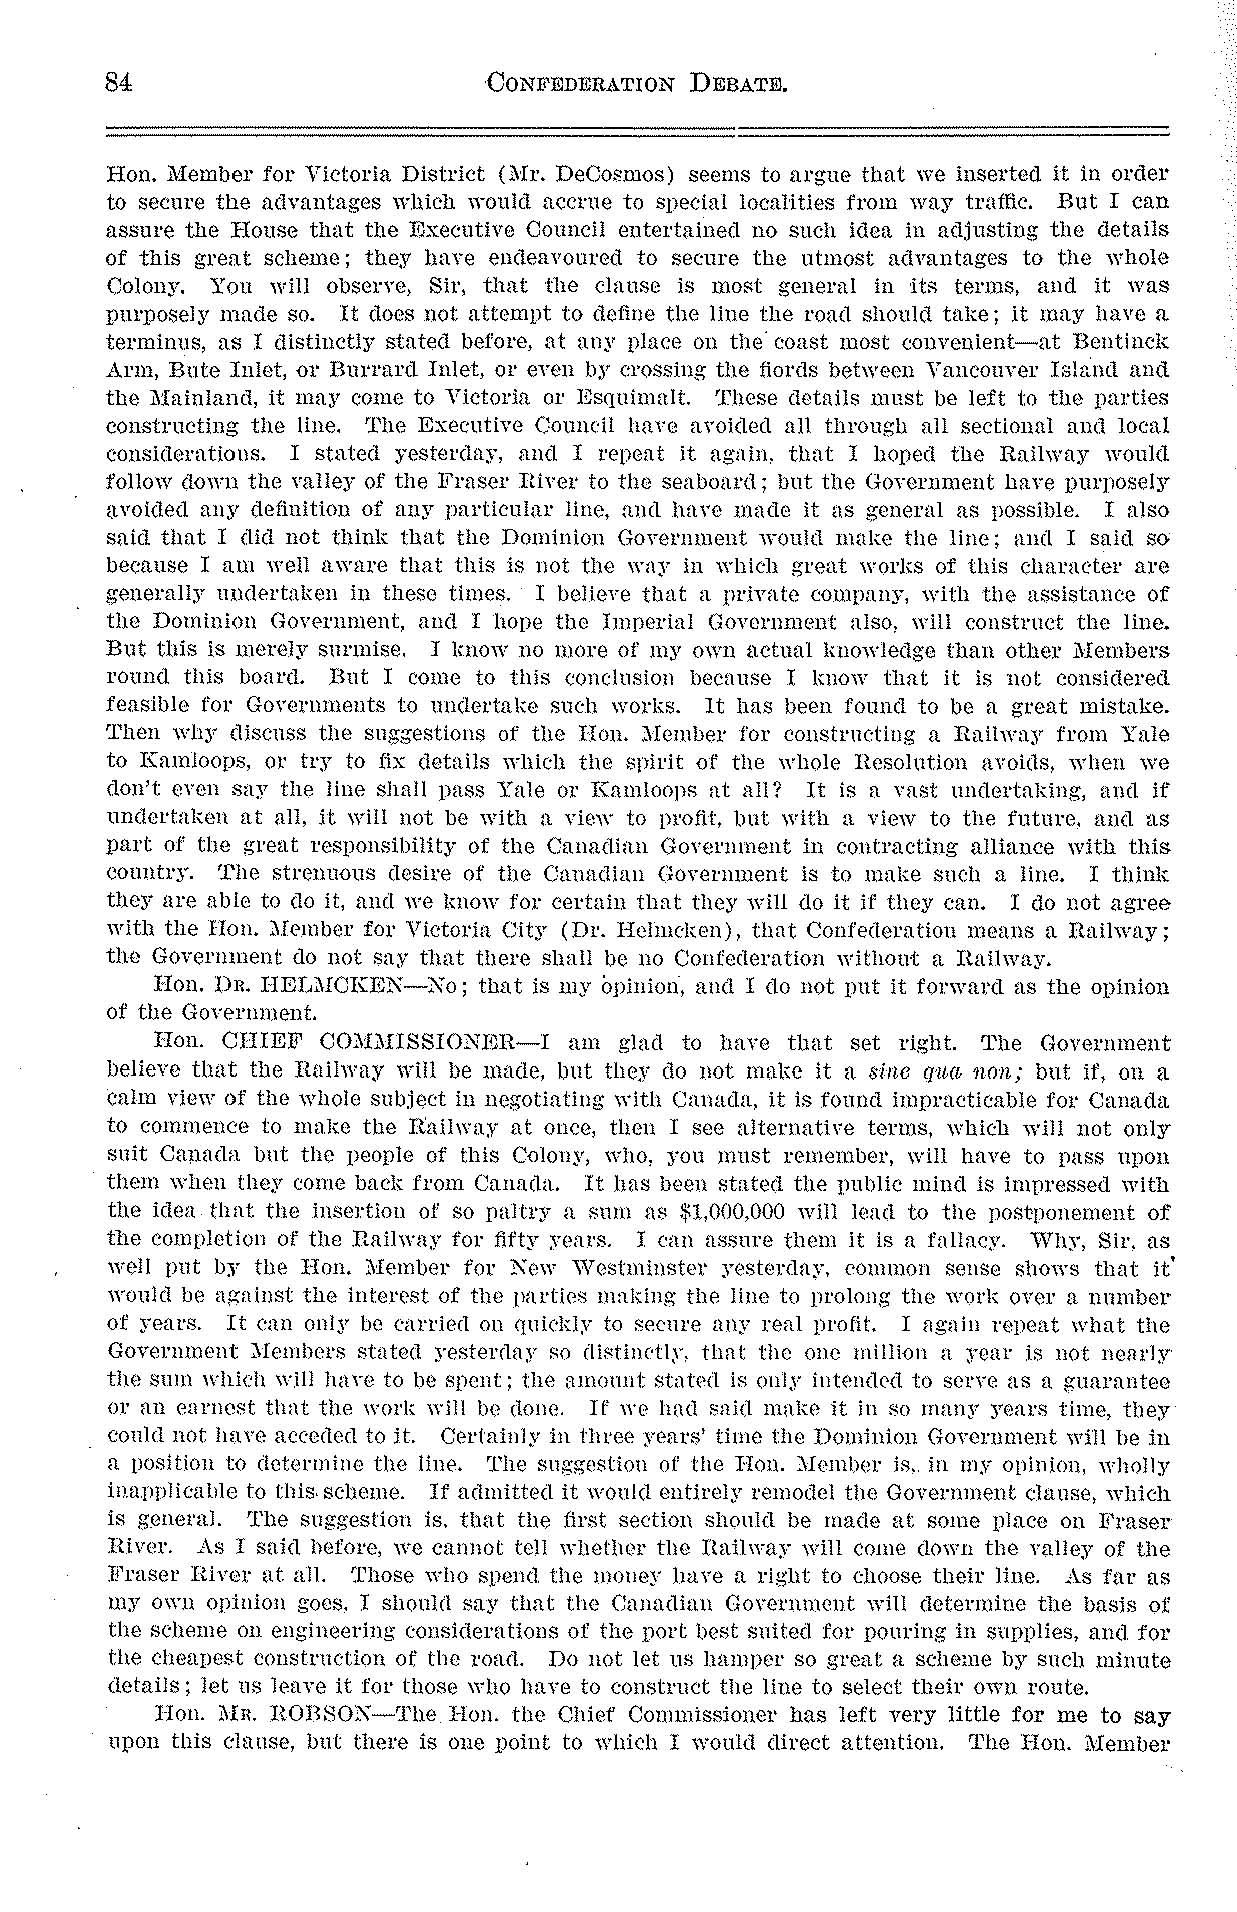 84 CONFEDERATION DEBATE.
Hon. Member for Victoria District (Mr. DeCosmos) seems to argue that we inserted it in order
to secure the advantages which would accrue to special localities from way traffic. But I can
assure the House that the Executive Council entertained no such idea in adjusting the details
of this great scheme; they have endeavoured to secure the utmost advantages to the whole
Colony. You will observe, Sir, that the clause is most general in its terms, and it was
purposely made so. It does not attempt to define the line the road should take; it may have a
terminus, as I distinctly stated before, at any place on the coast most convenient—at Bentinck
Arm, Bute Inlet, or Burrard Inlet, or even by crossing the fiords between Vancouver Island and
the Mainland, it may come to Victoria or Esquimalt. These details must be left to the parties
constructing the line. The Executive Council have avoided all through all sectional and local
considerations. I stated yesterday, and I repeat it again, that I hoped the Railway would
follow down the valley of the Fraser River to the seaboard; but the Government have purposely
avoided any definition of any particular line, and have made it as general as possible. I also
said that I did not think that the Dominion Government would make the line; and I said so
because I am well aware that this is not the way in which great works of this character are
generally undertaken in these times. I believe that a private company, with the assistance of
the Dominion Government, and I hope the Imperial Government also, will construct the line.
But this is merely surmise. I know no more of my own actual knowledge than other Members
round this board. But I come to this conclusion because I know that it is not considered
feasible for Governments to undertake such works. It has been found to be a great mistake.
Then why discuss the suggestions of the Hon. Member for constructing a Railway from Yale
to Kamloops, or try to fix details which the spirit of the whole Resolution avoids, when we
don't even say the line shall pass Yale or Kamloops at all? It is a vast undertaking, and if
undertaken at all, it will not be with a view to profit, but with a view to the future, and as
part of the great responsibility of the Canadian Government in contracting alliance with this
country. The strenuous desire of the Canadian Government is to make such a line. I think
they are able to do it, and we know for certain that they will do it if they can. I do not agree
with the Hon. Member for Victoria City (Dr. Helmcken), that Confederation means a Railway;
the Government do not say that there shall be no Confederation without a Railway.
Hon. DR. HELMCKEN—No; that is my opinion, and I do not put it forward as the opinion
of the Government.
Hon. CHIEF COMMISSIONER—I am glad to have that set right. The Government
believe that the Railway will be made, but they do not make it a sine qua non; but if, on a
calm view of the whole subject in negotiating with Canada, it is found impracticable for Canada
to commence to make the Railway at once, then I see alternative terms, which will not only
suit Canada but the people of this Colony, who, you must remember, will have to pass upon
them when they come back from Canada. It has been stated the public mind is impressed with
the idea that the insertion of so paltry a sum as $1,000,000 will lead to the postponement of
the completion of the Railway for fifty years. I can assure them it is a fallacy. Why, Sir, as
well put by the Hon. Member for New Westminster yesterday, common sense shows that it
would be against the interest of the parties making the line to prolong the work over a number
of years. It can only be carried on quickly to secure any real profit. I again repeat what the
Government Members stated yesterday so distinctly, that the one million a year is not nearly
the sum which will have to be spent; the amount stated is only intended to serve as a guarantee
or an earnest that the work will be done. If we had said make it in so many years time, they
could not have acceded to it. Certainly in three years' time the Dominion Government will be in
a position to determine the line. The suggestion of the Hon. Member is, in my opinion, wholly
inapplicable to this scheme. If admitted it would entirely remodel the Government clause, which
is general. The suggestion is, that the first section should be made at some place on Fraser
River. As I said before, we cannot tell whether the Railway will come down the valley of the
Fraser River at all. Those who spend the money have a right to choose their line. As far as
my own opinion goes, I should say that the Canadian Government will determine the basis of
the scheme on engineering considerations of the port best suited for pouring in supplies, and for
the cheapest construction of the road. Do not let us hamper so great a scheme by such minute
details; let us leave it for those who have to construct the line to select their own route.
Hon. MR. ROBSON—The Hon. the Chief Commissioner has left very little for me to say
upon this clause, but there is one point to which I would direct attention. The Hon. Member